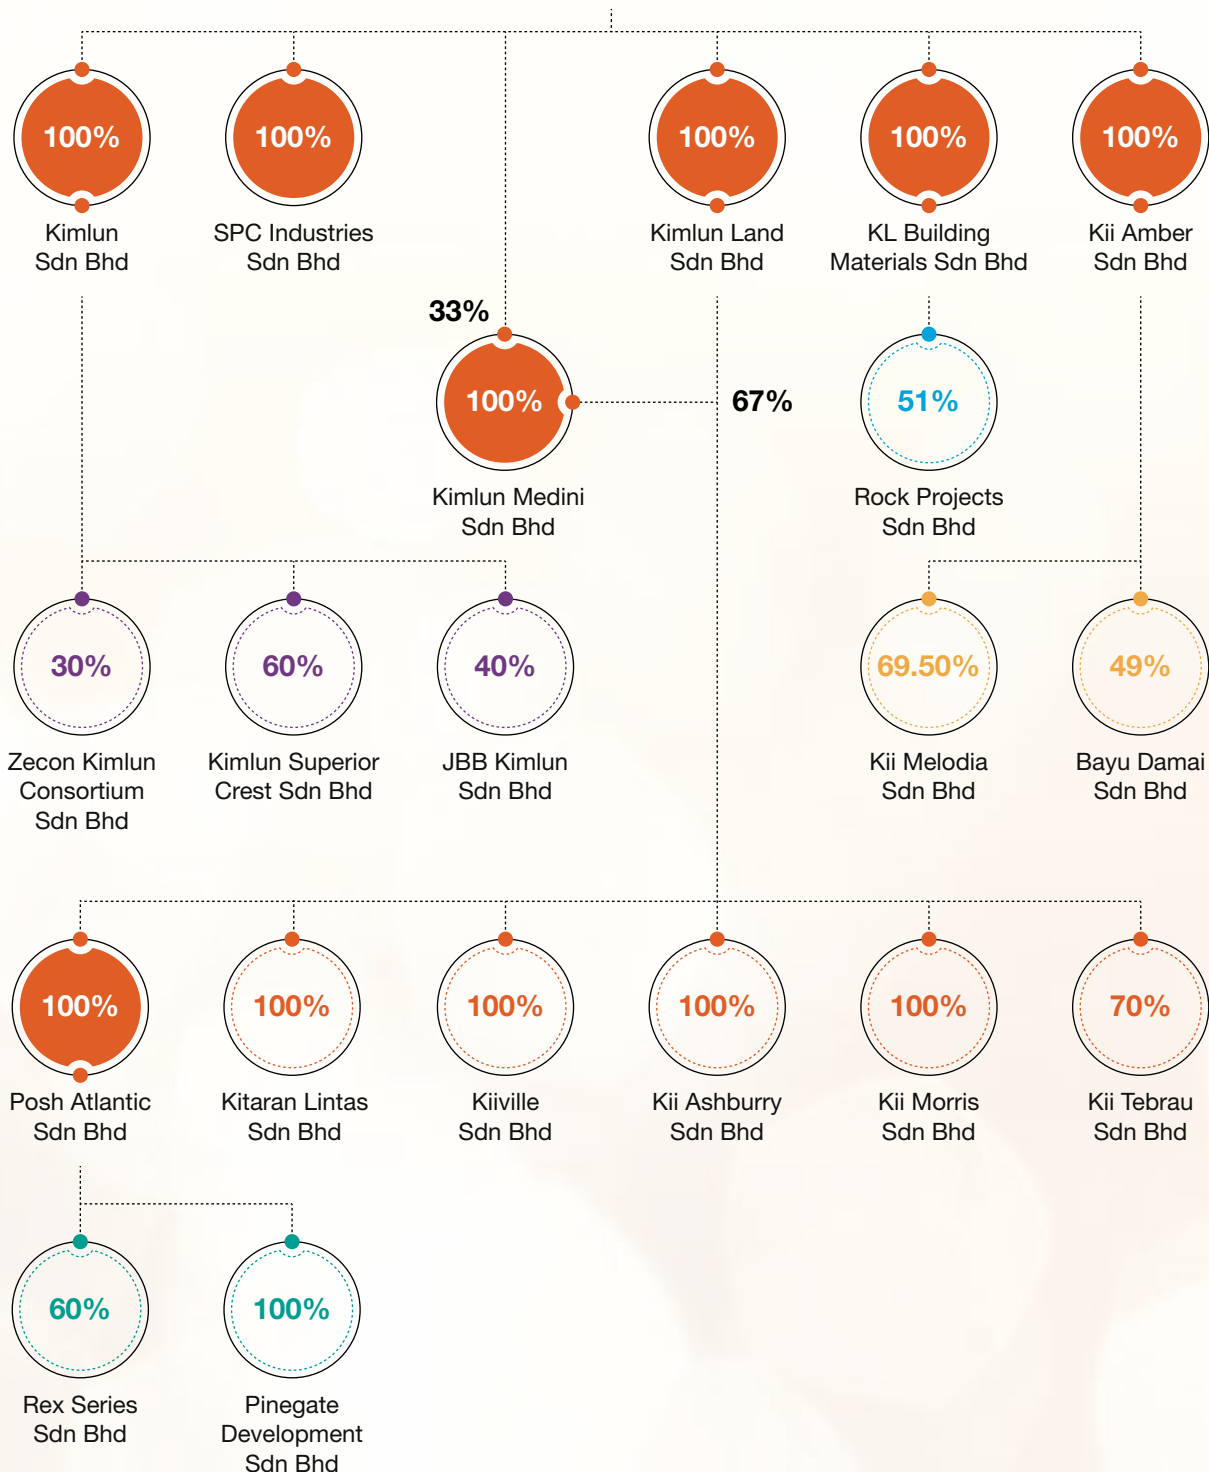 100%
Kimlun
Sdn Bhd
100%
SPC Industries
Sdn Bhd
100%
Kimlun Land
Sdn Bhd
100%
KL Building
Materials Sdn Bhd
100%
Kii Amber
Sdn Bhd
33%
100%
67%
Kimlun Medini
Sdn Bhd
51%
Rock Projects
Sdn Bhd
30%
Zecon Kimlun
Consortium
Sdn Bhd
60%
Kimlun Superior
Crest Sdn Bhd
40%
JBB Kimlun
Sdn Bhd
69.50%
Kii Melodia
Sdn Bhd
49%
Bayu Damai
Sdn Bhd
100%
Posh Atlantic
Sdn Bhd
100%
Kitaran Lintas
Sdn Bhd
100%
Kiiville
Sdn Bhd
100%
Kii Ashburry
Sdn Bhd
100%
Kii Morris
Sdn Bhd
70%
Kii Tebrau
Sdn Bhd
60%
Rex Series
Sdn Bhd
100%
Pinegate
Development
Sdn Bhd